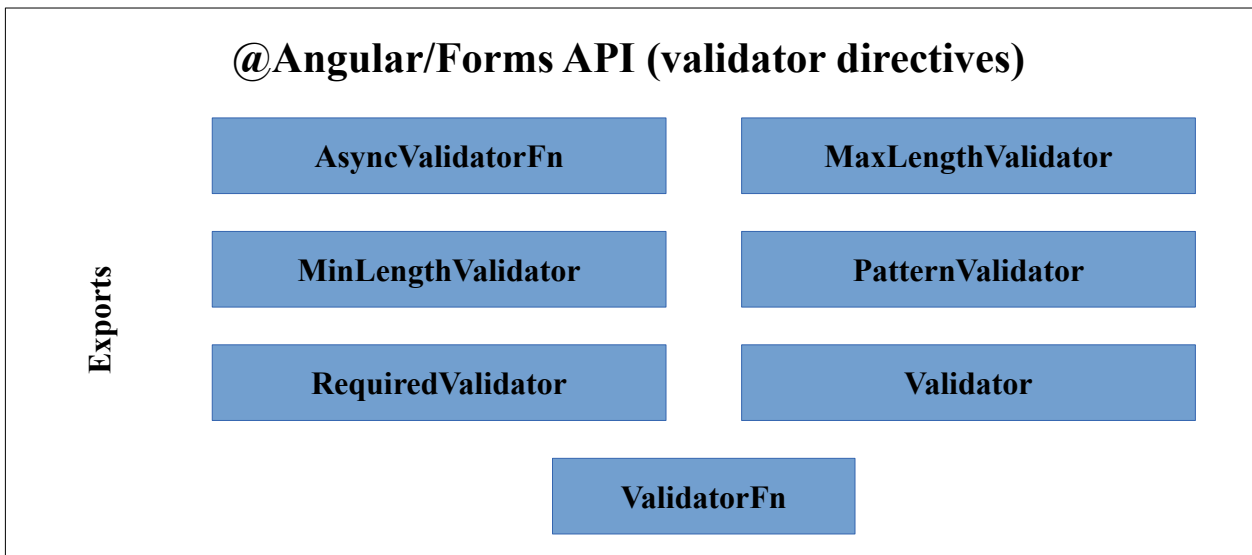 @Angular/Forms API (validator directives)
AsyncValidatorFn
MaxLengthValidator
MinLengthValidator
PatternValidator
Exports
RequiredValidator
Validator
ValidatorFn